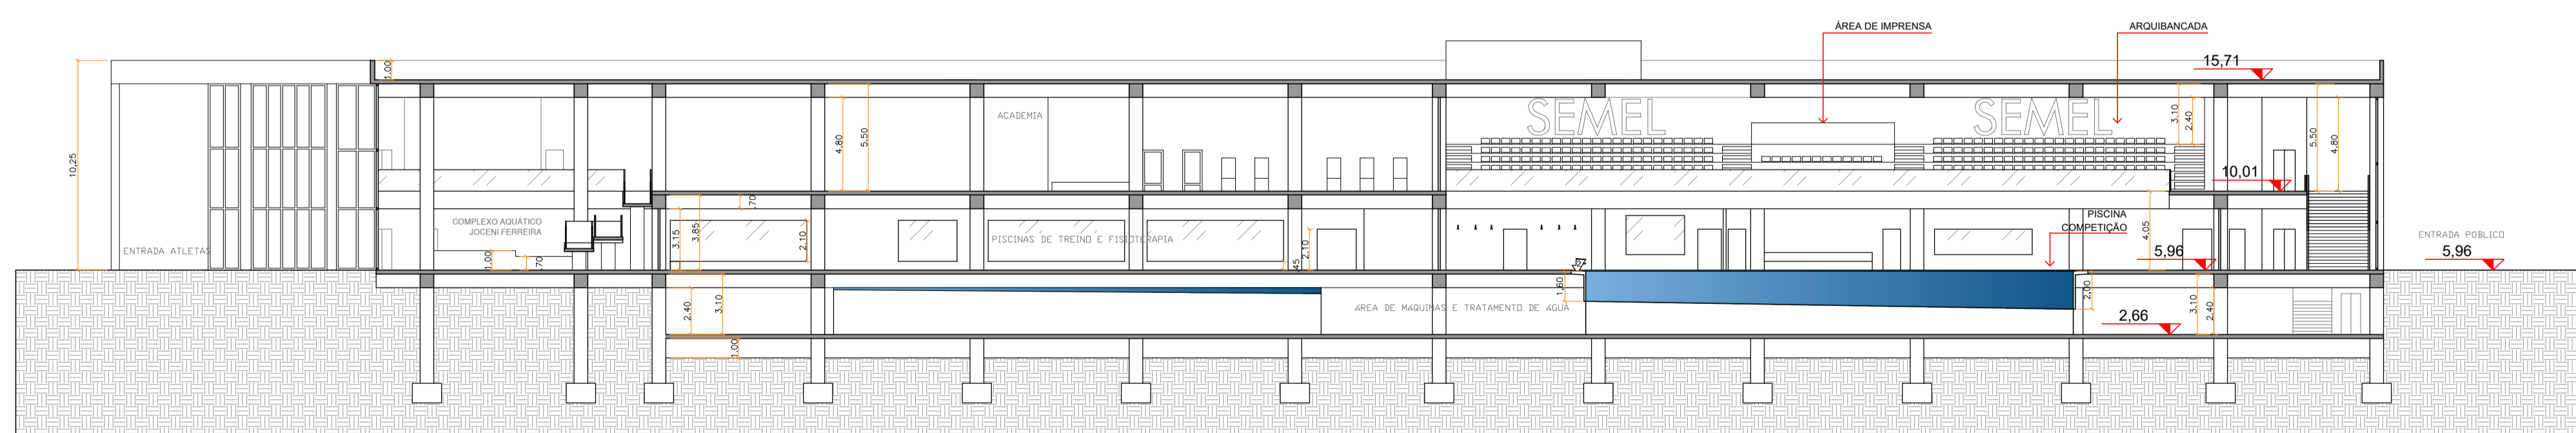 ÁREA DE IMPRENSA
ARQUIBANCADA
15,71
1.00
10,25
ACADEMIA
4.80
5.50
SEMEL
SEMEL
3.10
2.40
5.50
4.80
10,01
.70
COMPLEXO AQUÁTICO
JOCENI FERREIRA
ENTRADA ATLETAS
1.00
.70
3.15
3.85
2.10
PISCINAS DE TREINO E FISIOTERAPIA
.45
2.10
PISCINA
COMPETIÇÃO
4.05
5,96
ENTRADA PÚBLICO
5,96
2.40
3.10
1.00
1,60
ÁREA DE MÁQUINAS E TRATAMENTO DE ÁGUA
2,00
2,66
3.10
2.40